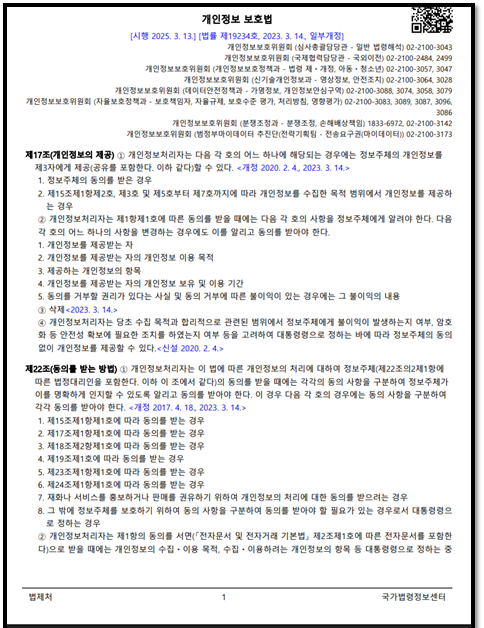 개인정보 보호법
[시행 2025. 3. 13.] [법률 제19234호, 2023. 3. 14., 일부개정]
개인정보보호위원회 (심사총괄담당관 - 일반 법령해석) 02-2100-3043
개인정보보호위원회 (국제협력담당관 - 국외이전) 02-2100-2484, 2499
개인정보보호위원회 (개인정보보호정책과 - 법령 제ㆍ개정, 아동ㆍ청소년) 02-2100-3057, 3047
개인정보보호위원회 (신기술개인정보과 - 영상정보, 안전조치) 02-2100-3064, 3028
개인정보보호위원회 (데이터안전정책과 - 가명정보, 개인정보안심구역) 02-2100-3088, 3074, 3058, 3079
개인정보보호위원회 (자율보호정책과 - 보호책임자, 자율규제, 보호수준 평가, 처리방침, 영향평가) 02-2100-3083, 3089, 3087, 3096,
3086
개인정보보호위원회 (분쟁조정과 - 분쟁조정, 손해배상책임) 1833-6972, 02-2100-3142
개인정보보호위원회 (범정부마이데이터 추진단(전략기획팀 - 전송요구권(마이데이터)) 02-2100-3173
제17조(개인정보의 제공) ① 개인정보처리자는 다음 각 호의 어느 하나에 해당되는 경우에는 정보주체의 개인정보를
제3자에게 제공(공유를 포함한다. 이하 같다)할 수 있다. <개정 2020. 2. 4., 2023. 3. 14.>
1. 정보주체의 동의를 받은 경우
2. 제15조제1항제2호, 제3호 및 제5호부터 제7호까지에 따라 개인정보를 수집한 목적 범위에서 개인정보를 제공하
는 경우
② 개인정보처리자는 제1항제1호에 따른 동의를 받을 때에는 다음 각 호의 사항을 정보주체에게 알려야 한다. 다음
각 호의 어느 하나의 사항을 변경하는 경우에도 이를 알리고 동의를 받아야 한다.
1. 개인정보를 제공받는 자
2. 개인정보를 제공받는 자의 개인정보 이용 목적
3. 제공하는 개인정보의 항목
4. 개인정보를 제공받는 자의 개인정보 보유 및 이용 기간
5. 동의를 거부할 권리가 있다는 사실 및 동의 거부에 따른 불이익이 있는 경우에는 그 불이익의 내용
③ 삭제<2023. 3. 14.>
④ 개인정보처리자는 당초 수집 목적과 합리적으로 관련된 범위에서 정보주체에게 불이익이 발생하는지 여부, 암호
화 등 안전성 확보에 필요한 조치를 하였는지 여부 등을 고려하여 대통령령으로 정하는 바에 따라 정보주체의 동의
없이 개인정보를 제공할 수 있다.<신설 2020. 2. 4.>
제22조(동의를 받는 방법) ① 개인정보처리자는 이 법에 따른 개인정보의 처리에 대하여 정보주체(제22조의2제1항에
따른 법정대리인을 포함한다. 이하 이 조에서 같다)의 동의를 받을 때에는 각각의 동의 사항을 구분하여 정보주체가
이를 명확하게 인지할 수 있도록 알리고 동의를 받아야 한다. 이 경우 다음 각 호의 경우에는 동의 사항을 구분하여
각각 동의를 받아야 한다. <개정 2017. 4. 18., 2023. 3. 14.>
1. 제15조제1항제1호에 따라 동의를 받는 경우
2. 제17조제1항제1호에 따라 동의를 받는 경우
3. 제18조제2항제1호에 따라 동의를 받는 경우
4. 제19조제1호에 따라 동의를 받는 경우
5. 제23조제1항제1호에 따라 동의를 받는 경우
6. 제24조제1항제1호에 따라 동의를 받는 경우
7. 재화나 서비스를 홍보하거나 판매를 권유하기 위하여 개인정보의 처리에 대한 동의를 받으려는 경우
8. 그 밖에 정보주체를 보호하기 위하여 동의 사항을 구분하여 동의를 받아야 할 필요가 있는 경우로서 대통령령으
로 정하는 경우
② 개인정보처리자는 제1항의 동의를 서면(「전자문서 및 전자거래 기본법」 제2조제1호에 따른 전자문서를 포함한
다)으로 받을 때에는 개인정보의 수집ㆍ이용 목적, 수집ㆍ이용하려는 개인정보의 항목 등 대통령령으로 정하는 중
법제처 1 국가법령정보센터